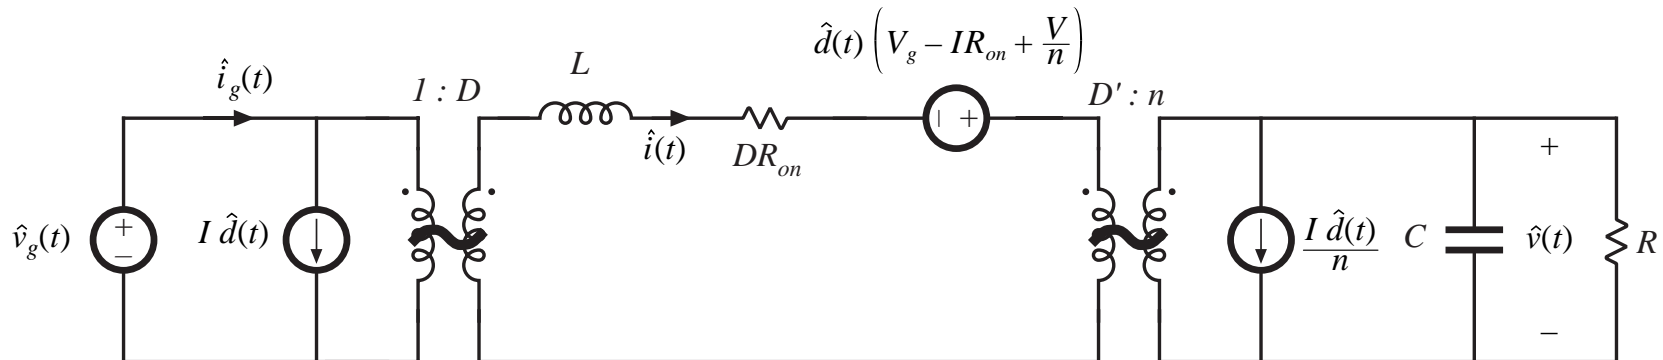 d̂(t) (V_g – IR_on + V/n)
î_g(t)
1 : D
L
D' : n
î(t)
DR_on
+
–
+
v̂_g(t)
+
–
I d̂(t)
I d̂(t)/n
C
v̂(t)
R
–